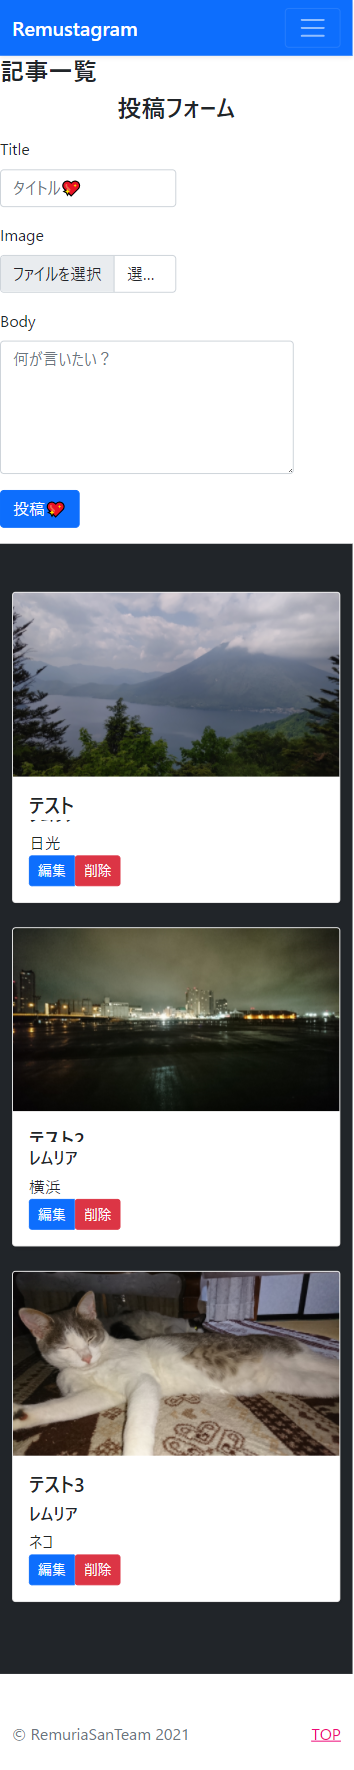 Remustagram
記事一覧
投稿フォーム
Title
タイトル💘
Image
ファイルを選択 選...
Body
何が言いたい？
投稿💘
テスト
日光
編集 削除
テスト2
レムリア
横浜
編集 削除
テスト3
レムリア
ネコ
編集 削除
© RemuriaSanTeam 2021 TOP